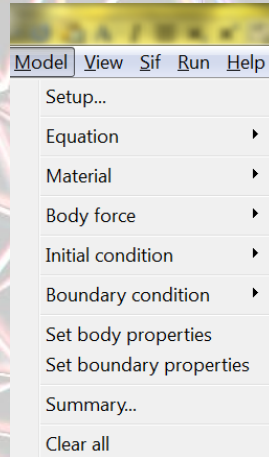 Model View Sif Run Help
Setup...
Equation
Material
Body force
Initial condition
Boundary condition
Set body properties
Set boundary properties
Summary...
Clear all